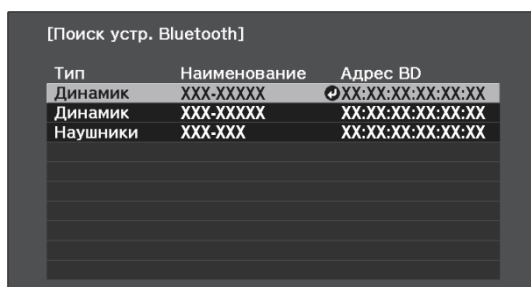 [Поиск устр. Bluetooth]
Тип Наименование Адрес BD
Динамик XXX-XXXXX XX:XX:XX:XX:XX:XX
Динамик XXX-XXXXX XX:XX:XX:XX:XX:XX
Наушники XXX-XXX XX:XX:XX:XX:XX:XX